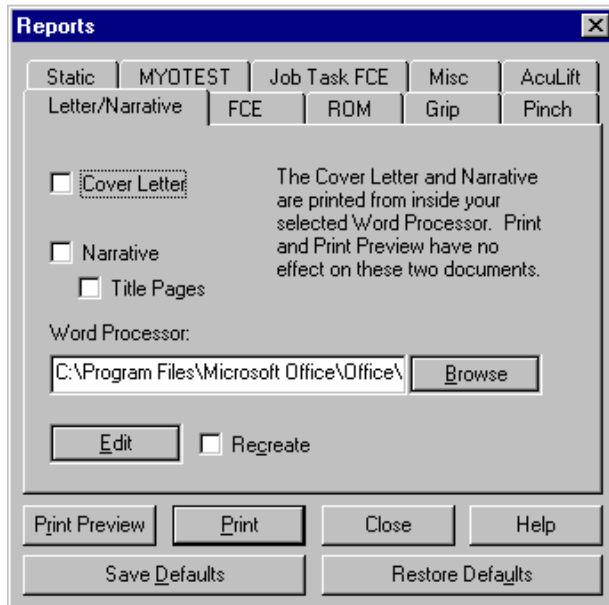 Reports
Static MYOTEST Job Task FCE Misc AcuLift
Letter/Narrative FCE ROM Grip Pinch
Cover Letter
The Cover Letter and Narrative
are printed from inside your
selected Word Processor. Print
and Print Preview have no
effect on these two documents.
Narrative
Title Pages
Word Processor:
C:\Program Files\Microsoft Office\Office\ Browse
Edit Recreate
Print Preview Print Close Help
Save Defaults Restore Defaults